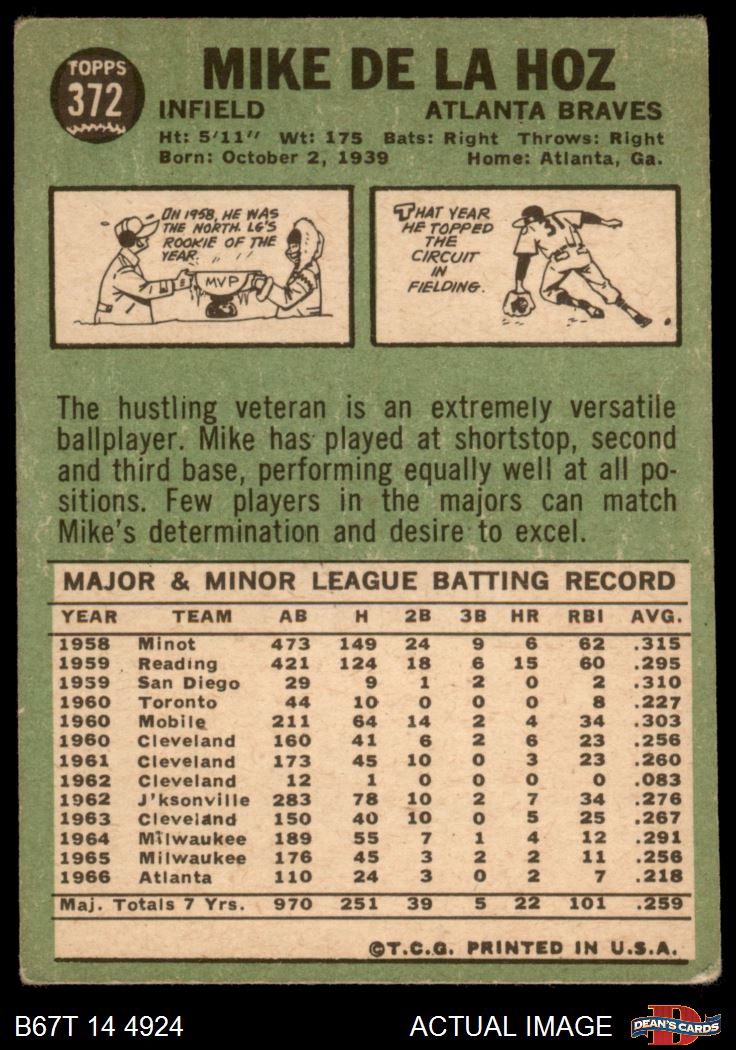 TOPPS
372
MIKE DE LA HOZ
INFIELD ATLANTA BRAVES
Ht: 5'11" Wt: 175 Bats: Right Throws: Right
Born: October 2, 1939 Home: Atlanta, Ga.
ON 1958, HE WAS
THE NORTH. LG'S
ROOKIE OF THE
YEAR.
MVP
THAT YEAR
HE TOPPED
THE
CIRCUIT
IN
FIELDING.
31
The hustling veteran is an extremely versatile
ballplayer. Mike has played at shortstop, second
and third base, performing equally well at all po-
sitions. Few players in the majors can match
Mike's determination and desire to excel.
MAJOR & MINOR LEAGUE BATTING RECORD
YEAR TEAM AB H 2B 3B HR RBI AVG.
1958 Minot 473 149 24 9 6 62 .315
1959 Reading 421 124 18 6 15 60 .295
1959 San Diego 29 9 1 2 0 2 .310
1960 Toronto 44 10 0 0 0 8 .227
1960 Mobile 211 64 14 2 4 34 .303
1960 Cleveland 160 41 6 2 6 23 .256
1961 Cleveland 173 45 10 0 3 23 .260
1962 Cleveland 12 1 0 0 0 0 .083
1962 J'ksonville 283 78 10 2 7 34 .276
1963 Cleveland 150 40 10 0 5 25 .267
1964 Milwaukee 189 55 7 1 4 12 .291
1965 Milwaukee 176 45 3 2 2 11 .256
1966 Atlanta 110 24 3 0 2 7 .218
Maj. Totals 7 Yrs. 970 251 39 5 22 101 .259
©T.C.G. PRINTED IN U.S.A.
B67T 14 4924 ACTUAL IMAGE
D
DEAN'S CARDS